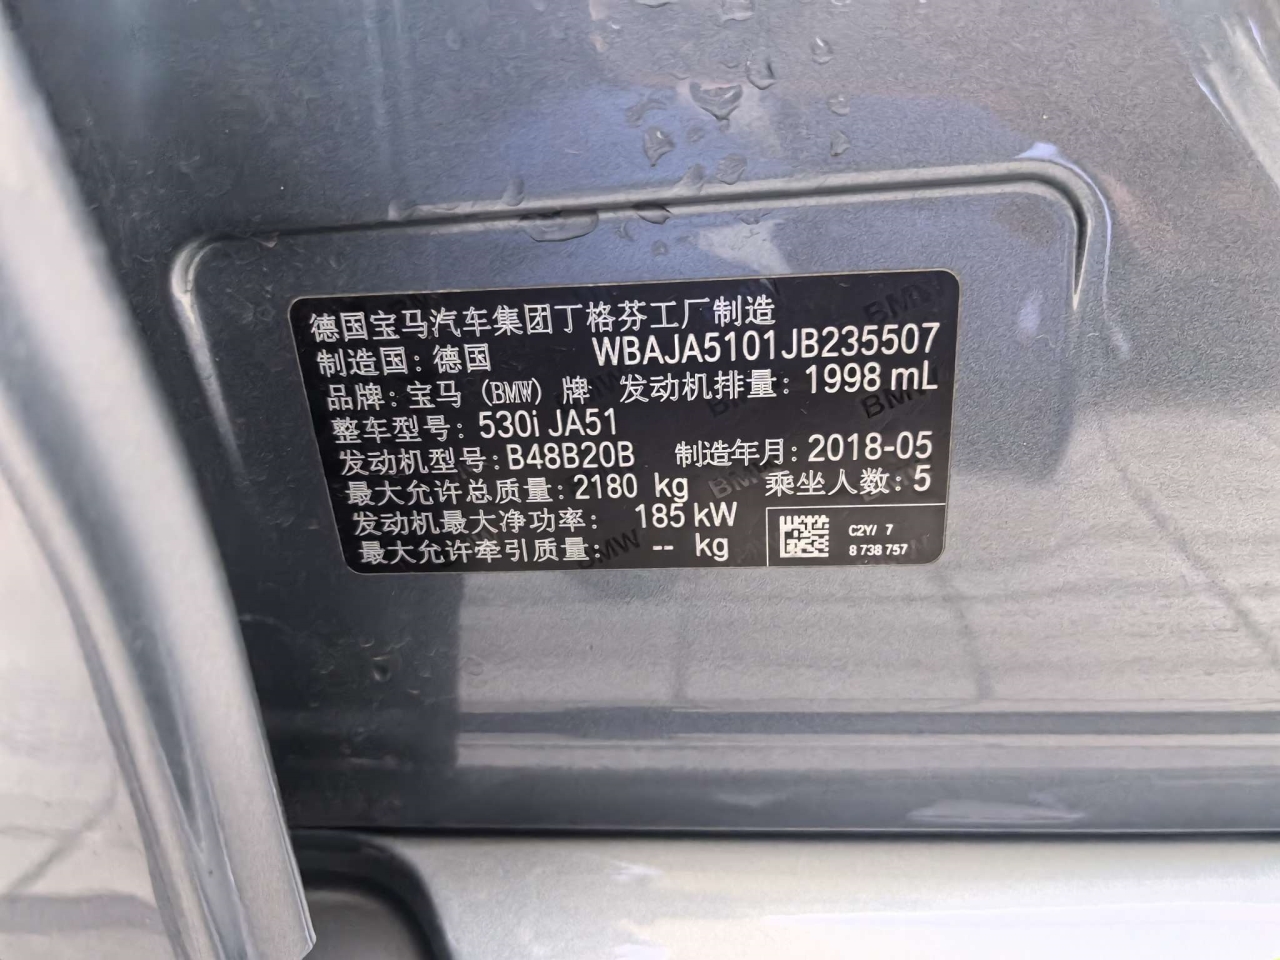 德国宝马汽车集团丁格芬工厂制造
制造国：德国 WBAJA5101JB235507
品牌：宝马 (BMW) 牌 发动机排量：1998 mL
整车型号：530i JA51
发动机型号：B48B20B 制造年月：2018-05
最大允许总质量：2180 kg 乘坐人数：5
发动机最大净功率： 185 kW
最大允许牵引质量： -- kg
C2Y/ 7
8 738 757